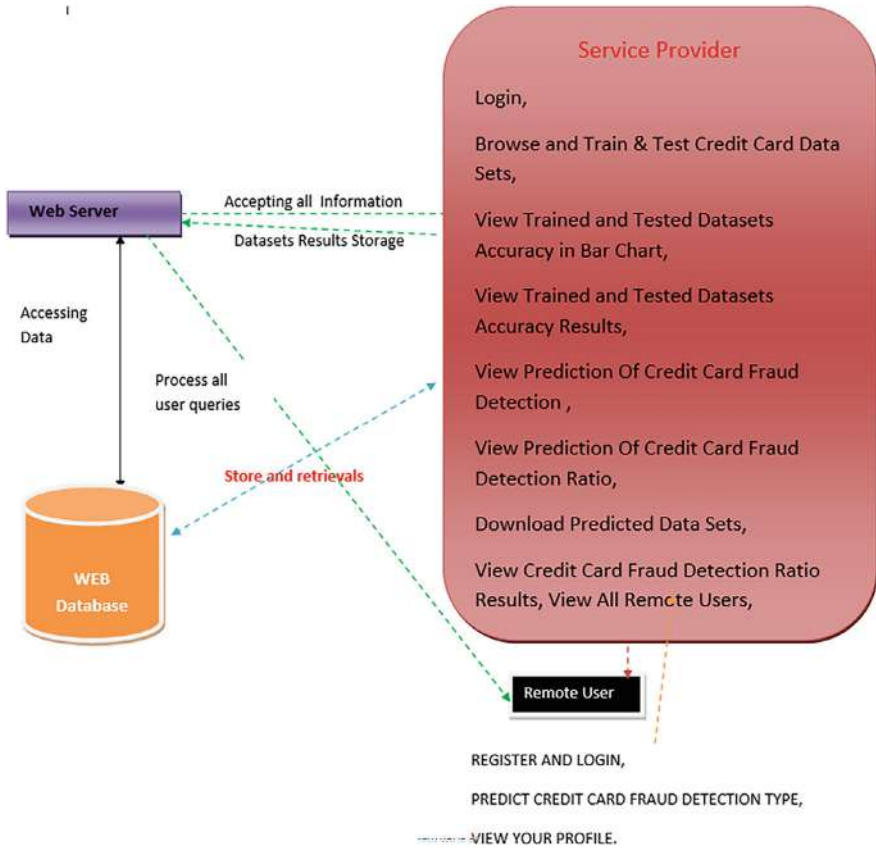 Service Provider
Login,
Browse and Train & Test Credit Card Data
Sets,
View Trained and Tested Datasets
Accuracy in Bar Chart,
View Trained and Tested Datasets
Accuracy Results,
View Prediction Of Credit Card Fraud
Detection ,
View Prediction Of Credit Card Fraud
Detection Ratio,
Download Predicted Data Sets,
View Credit Card Fraud Detection Ratio
Results, View All Remote Users,
Web Server
Accepting all Information
Datasets Results Storage
Accessing
Data
Process all
user queries
Store and retrievals
WEB
Database
Remote User
REGISTER AND LOGIN,
PREDICT CREDIT CARD FRAUD DETECTION TYPE,
VIEW YOUR PROFILE.